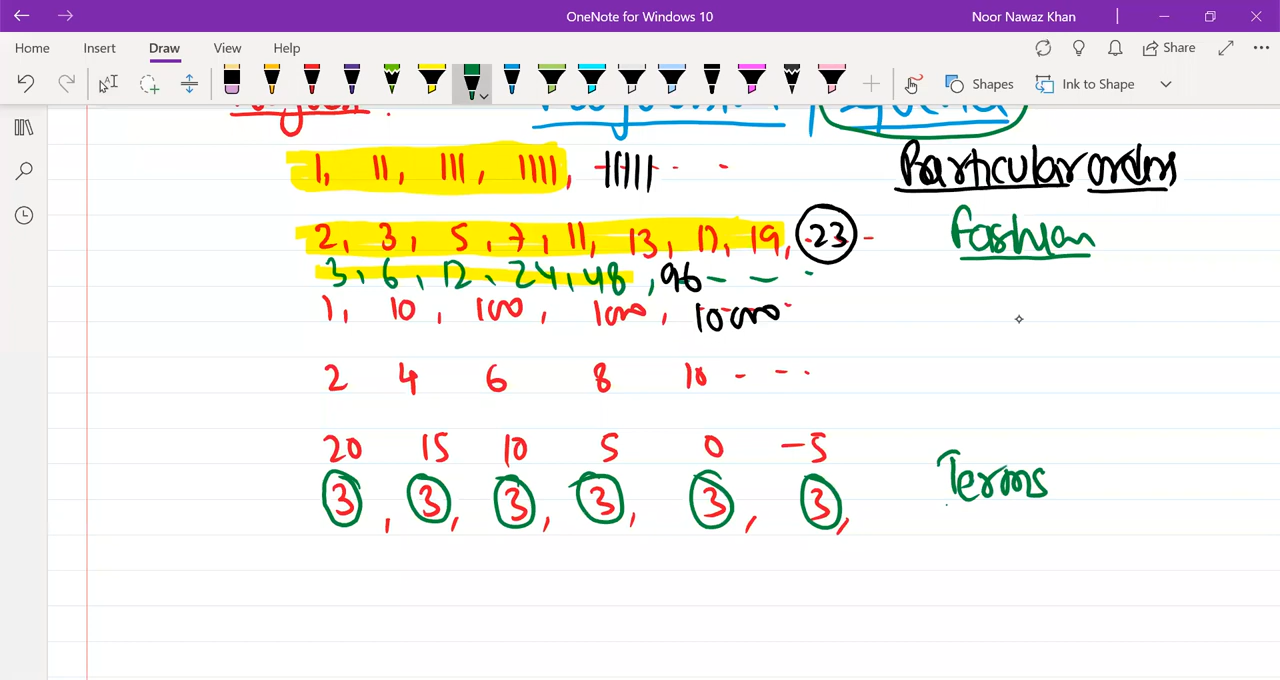 OneNote for Windows 10
Noor Nawaz Khan
Home Insert Draw View Help
Share
Shapes Ink to Shape
1, 11, 111, 1111, 11111 Particular orders
2, 3, 5, 7, 11, 13, 17, 19, 23 Fashion
3, 6, 12, 24, 48, 96
1, 10, 100, 1000, 10000
2 4 6 8 10 - - -
20 15 10 5 0 -5
3, 3, 3, 3, 3, 3, Terms